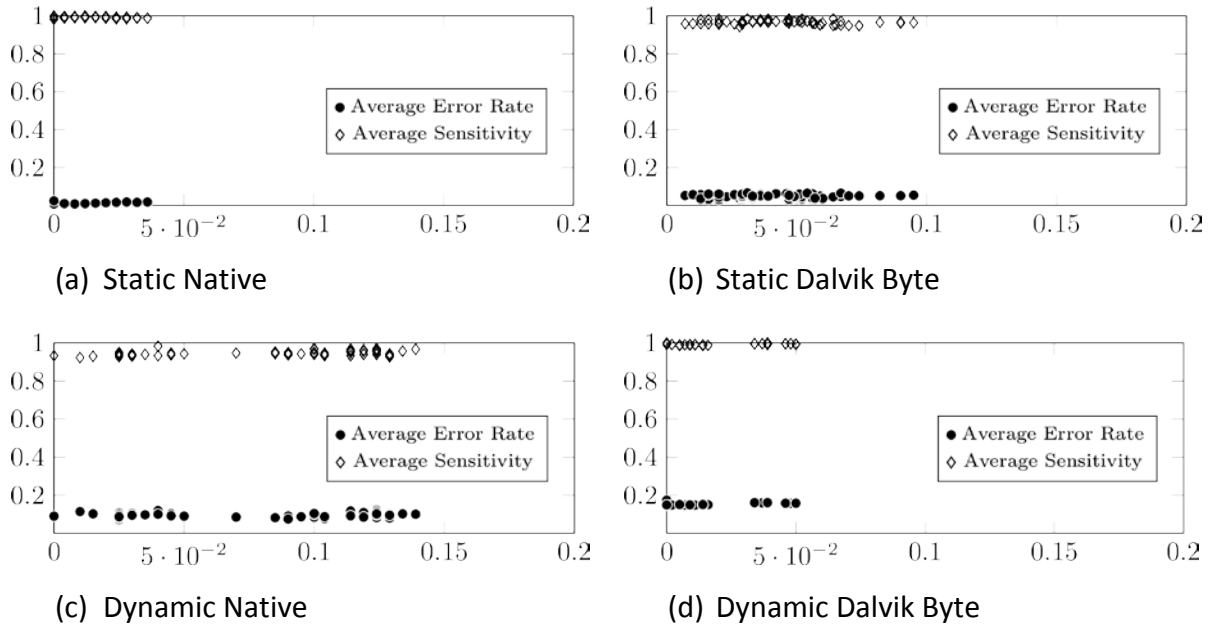 1
0.8
0.6
0.4
0.2
0
5 · 10⁻²
0.1
0.15
0.2
Average Error Rate
Average Sensitivity
(a) Static Native
1
0.8
0.6
0.4
0.2
0
5 · 10⁻²
0.1
0.15
0.2
Average Error Rate
Average Sensitivity
(b) Static Dalvik Byte
1
0.8
0.6
0.4
0.2
0
5 · 10⁻²
0.1
0.15
0.2
Average Error Rate
Average Sensitivity
(c) Dynamic Native
1
0.8
0.6
0.4
0.2
0
5 · 10⁻²
0.1
0.15
0.2
Average Error Rate
Average Sensitivity
(d) Dynamic Dalvik Byte